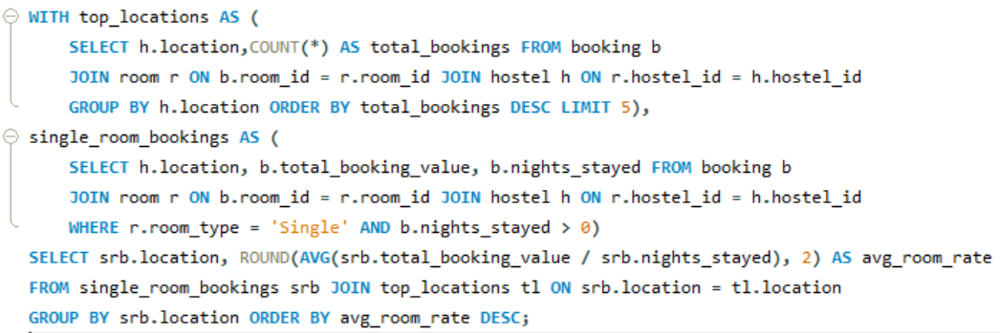 WITH top_locations AS (
SELECT h.location,COUNT(*) AS total_bookings FROM booking b
JOIN room r ON b.room_id = r.room_id JOIN hostel h ON r.hostel_id = h.hostel_id
GROUP BY h.location ORDER BY total_bookings DESC LIMIT 5),
single_room_bookings AS (
SELECT h.location, b.total_booking_value, b.nights_stayed FROM booking b
JOIN room r ON b.room_id = r.room_id JOIN hostel h ON r.hostel_id = h.hostel_id
WHERE r.room_type = 'Single' AND b.nights_stayed > 0)
SELECT srb.location, ROUND(AVG(srb.total_booking_value / srb.nights_stayed), 2) AS avg_room_rate
FROM single_room_bookings srb JOIN top_locations tl ON srb.location = tl.location
GROUP BY srb.location ORDER BY avg_room_rate DESC;